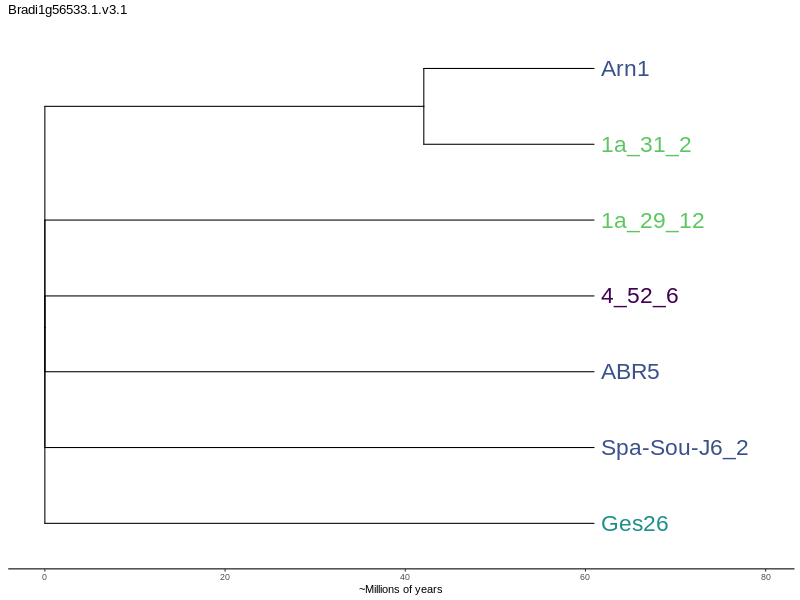 Bradi1g56533.1.v3.1
Arn1
1a_31_2
1a_29_12
4_52_6
ABR5
Spa-Sou-J6_2
Ges26
0 20 40 60 80
~Millions of years